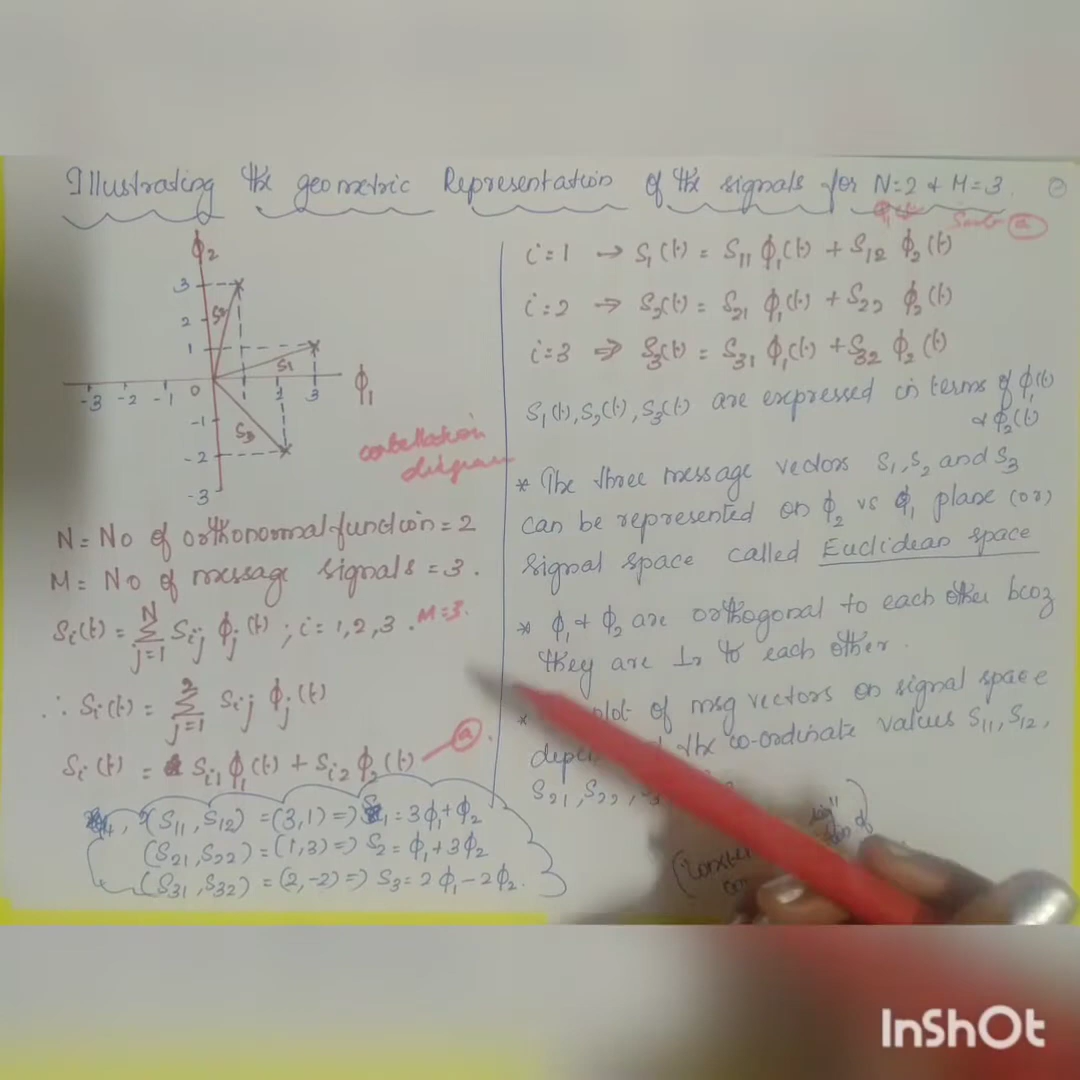 Illustrating the geometric Representation of the signals for N=2 & M=3.
ϕ2
3
2
1
0
-1
-2
-3
-3 -2 -1
2 3
ϕ1
S2
S1
S3
constellation
diagram
N = No of orthonormal function = 2
M = No of message signals = 3.
Si(t) = N∑j=1 Sij ϕj(t) ; i = 1,2,3. M=3.
∴ Si(t) = 2∑j=1 Sij ϕj(t)
Si(t) = Si1 ϕ1(t) + Si2 ϕ2(t) — (a).
(S11, S12) = (3,1) => S1 = 3ϕ1 + ϕ2
(S21, S22) = (1,3) => S2 = ϕ1 + 3ϕ2
(S31, S32) = (2,-2) => S3 = 2ϕ1 - 2ϕ2.
(a)
i=1 → S1(t) = S11 ϕ1(t) + S12 ϕ2(t)
i=2 → S2(t) = S21 ϕ1(t) + S22 ϕ2(t)
i=3 ⇒ S3(t) = S31 ϕ1(t) + S32 ϕ2(t)
S1(t), S2(t), S3(t) are expressed in terms of ϕ1(t)
& ϕ2(t)
* The three message vectors S1, S2 and S3
can be represented on ϕ2 vs ϕ1 plane (or)
signal space called Euclidean space
* ϕ1 & ϕ2 are orthogonal to each other bcoz
they are ⊥r to each other.
* plot of msg vectors on signal space
the co-ordinate values S11, S12,
S21, S22,
InShOt